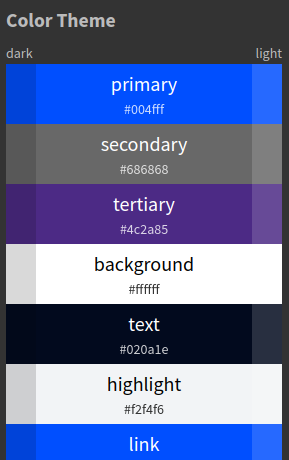 Color Theme
dark light
primary
#004fff
secondary
#686868
tertiary
#4c2a85
background
#ffffff
text
#020a1e
highlight
#f2f4f6
link